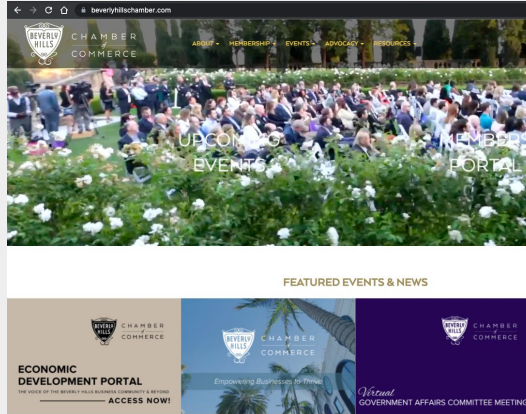 beverlyhillschamber.com
BEVERLY HILLS
CHAMBER of COMMERCE
ABOUT MEMBERSHIP EVENTS ADVOCACY RESOURCES
UPCOMING EVENTS
MEMBER PORTAL
FEATURED EVENTS & NEWS
BEVERLY HILLS
CHAMBER of COMMERCE
ECONOMIC
DEVELOPMENT PORTAL
THE VOICE OF THE BEVERLY HILLS BUSINESS COMMUNITY & BEYOND
ACCESS NOW!
BEVERLY HILLS
CHAMBER of COMMERCE
Empowering Businesses to Thrive
BEVERLY HILLS
CHAMBER of COMMERCE
Virtual
GOVERNMENT AFFAIRS COMMITTEE MEETING